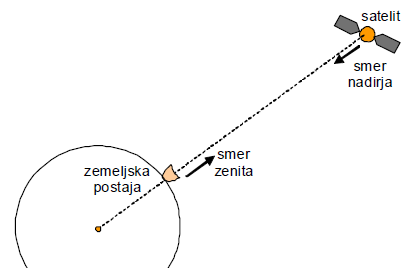 satelit
smer
nadirja
smer
zenita
zemeljska
postaja